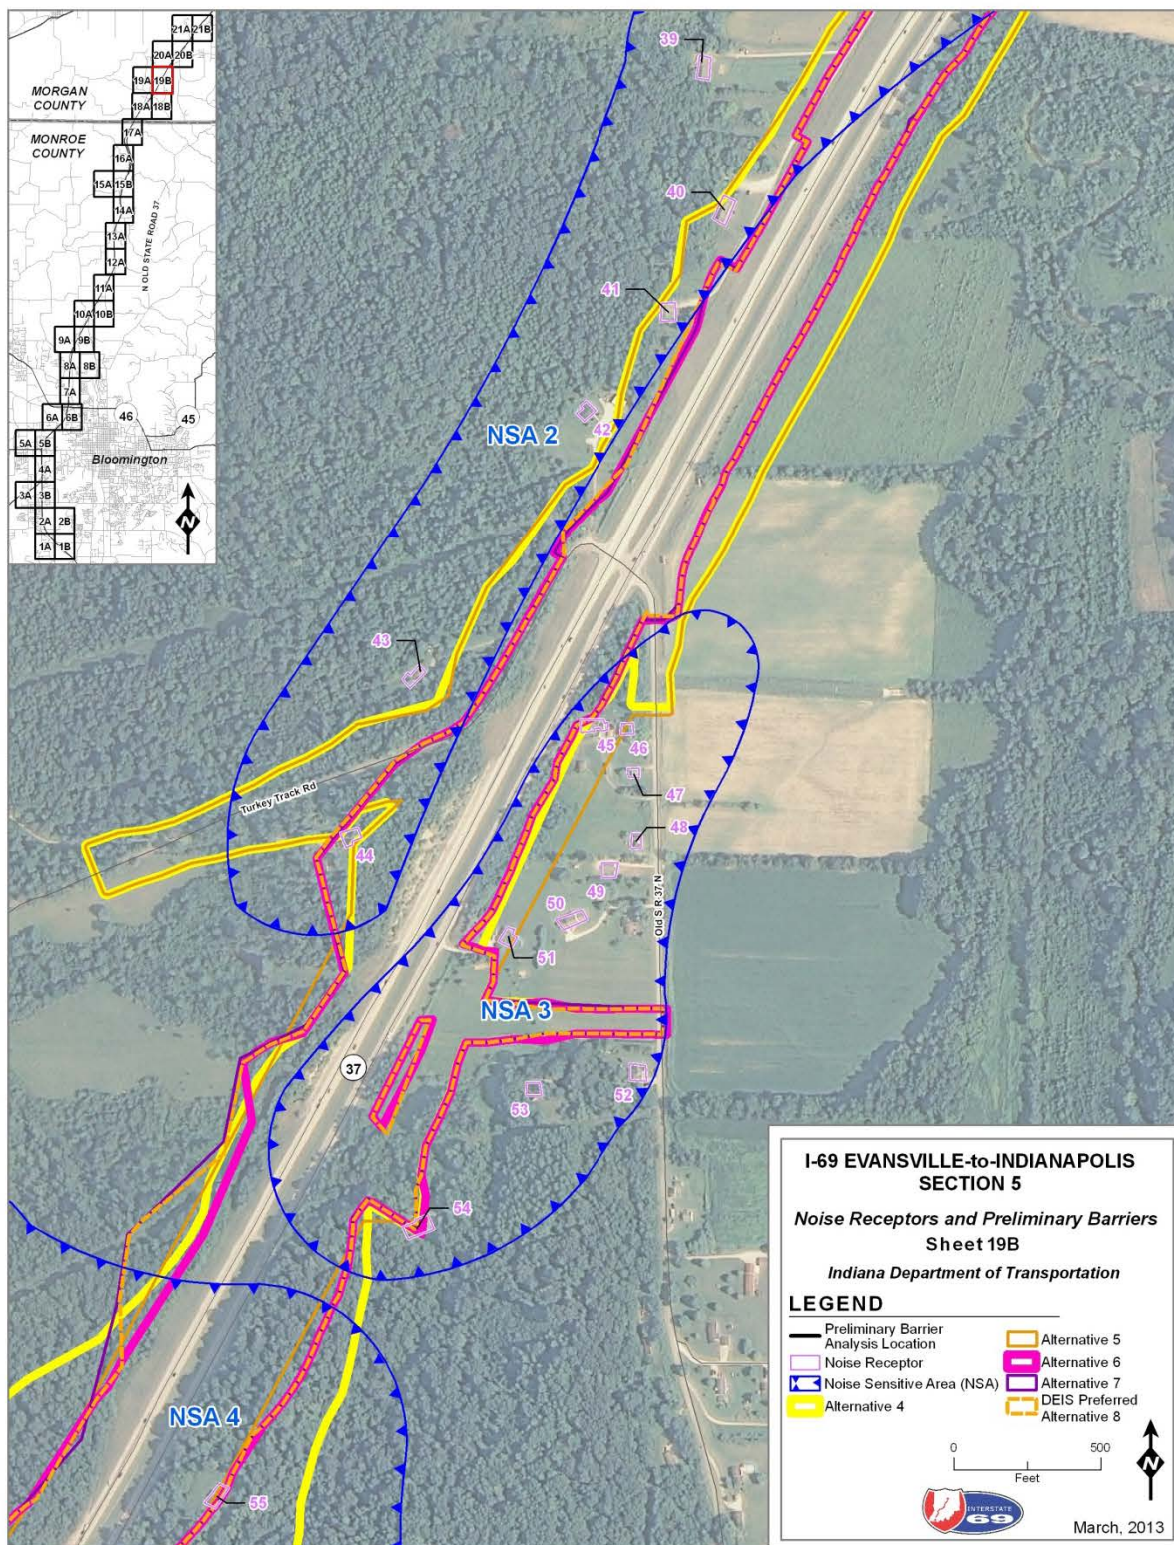 21A 21B
20A 20B
19A 19B
MORGAN
COUNTY
18A 18B
17A
MONROE
COUNTY
16A
15A 15B
14A
13A
12A
N OLD STATE ROAD 37
11A
10A 10B
9A 9B
8A 8B
7A
6A 6B
46
45
5A 5B
4A
Bloomington
3A 3B
2A 2B
1A 1B
N
39
40
41
42
NSA 2
43
45
46
47
Turkey Track Rd
44
48
49
50
Old S R 37 N
51
NSA 3
37
52
53
54
NSA 4
55
I-69 EVANSVILLE-to-INDIANAPOLIS
SECTION 5
Noise Receptors and Preliminary Barriers
Sheet 19B
Indiana Department of Transportation
LEGEND
Preliminary Barrier
Analysis Location
Noise Receptor
Noise Sensitive Area (NSA)
Alternative 4
Alternative 5
Alternative 6
Alternative 7
DEIS Preferred
Alternative 8
0 500
Feet
N
INTERSTATE
69
March, 2013